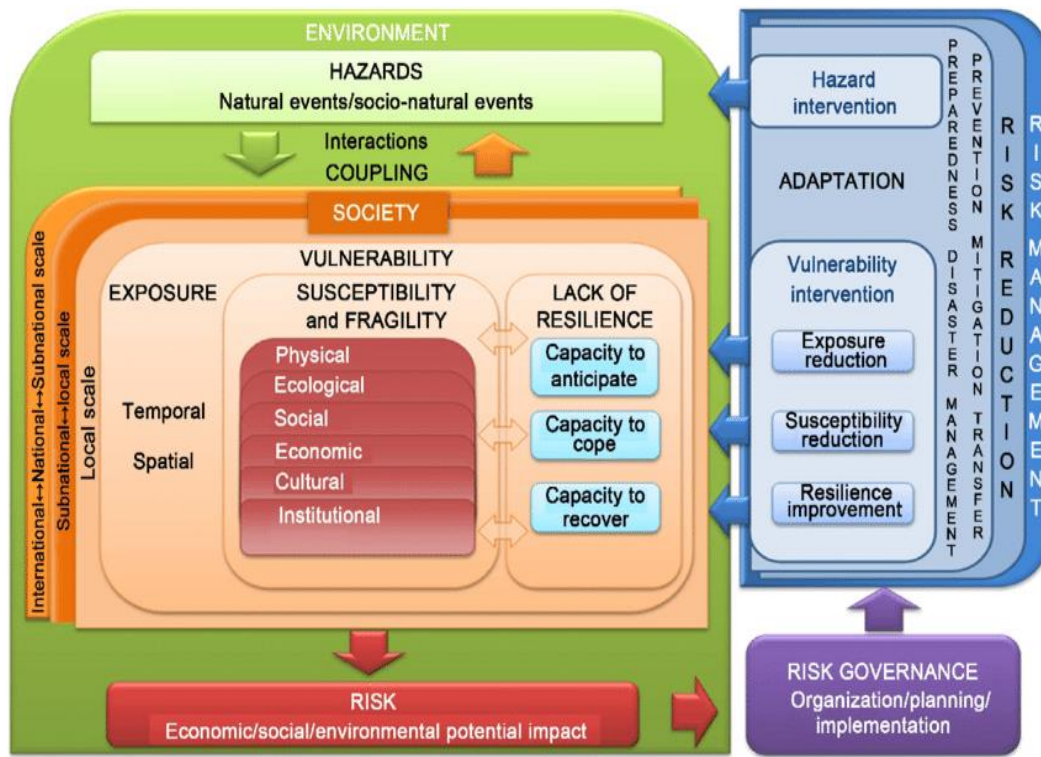 ENVIRONMENT
HAZARDS
Natural events/socio-natural events
Interactions
COUPLING
SOCIETY
International↔National↔Subnational scale
Subnational↔local scale
Local scale
VULNERABILITY
EXPOSURE
Temporal
Spatial
SUSCEPTIBILITY
and FRAGILITY
Physical
Ecological
Social
Economic
Cultural
Institutional
LACK OF
RESILIENCE
Capacity to
anticipate
Capacity to
cope
Capacity to
recover
RISK
Economic/social/environmental potential impact
Hazard
intervention
ADAPTATION
Vulnerability
intervention
Exposure
reduction
Susceptibility
reduction
Resilience
improvement
PREPAREDNESS DISASTER MANAGEMENT
PREVENTION MITIGATION TRANSFER
RISK REDUCTION
RISK MANAGEMENT
RISK GOVERNANCE
Organization/planning/
implementation